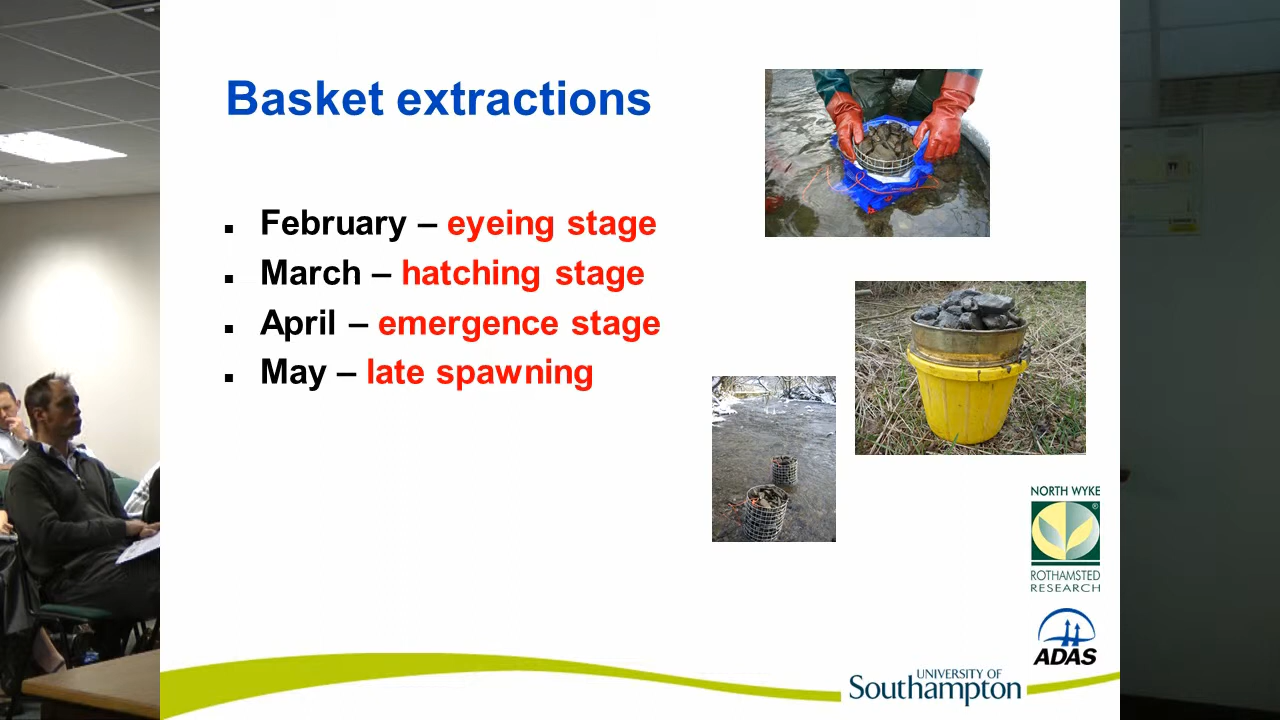 Basket extractions
February – eyeing stage
March – hatching stage
April – emergence stage
May – late spawning
NORTH WYKE
®
ROTHAMSTED
RESEARCH
ADAS
UNIVERSITY OF
Southampton